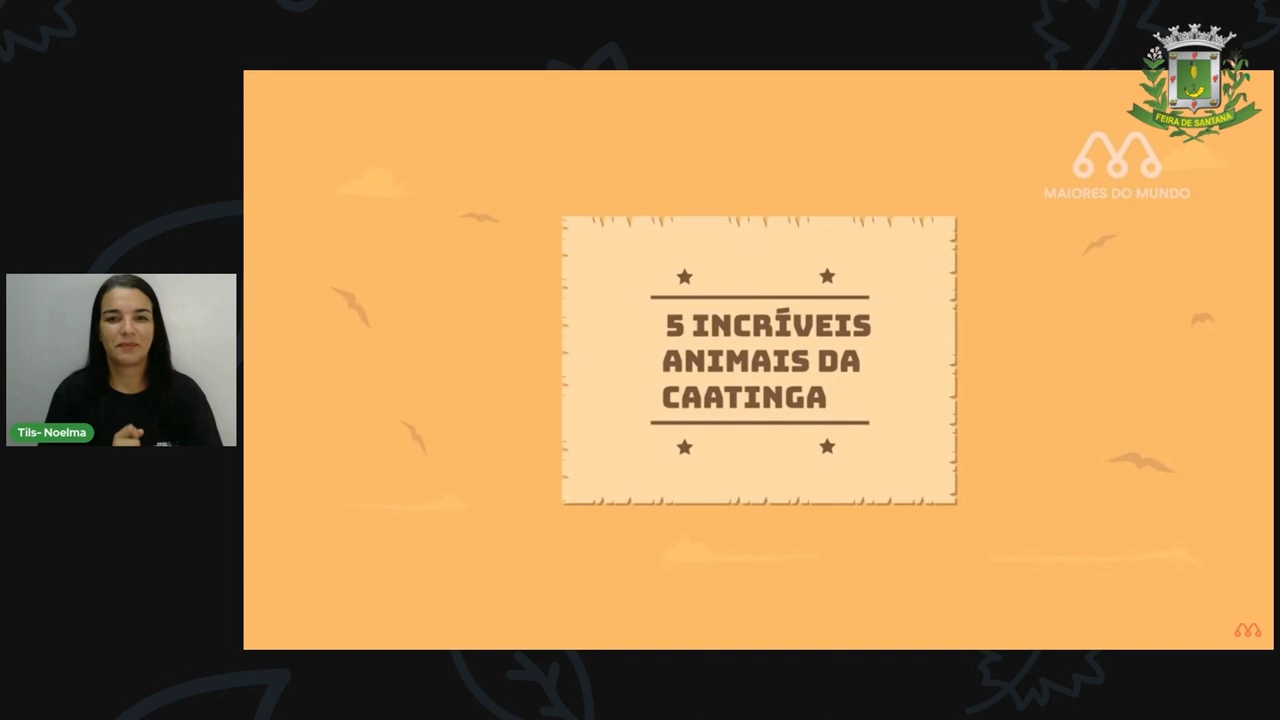 FEIRA DE SANTANA
MAIORES DO MUNDO
5 INCRÍVEIS
ANIMAIS DA
CAATINGA
Tils- Noelma